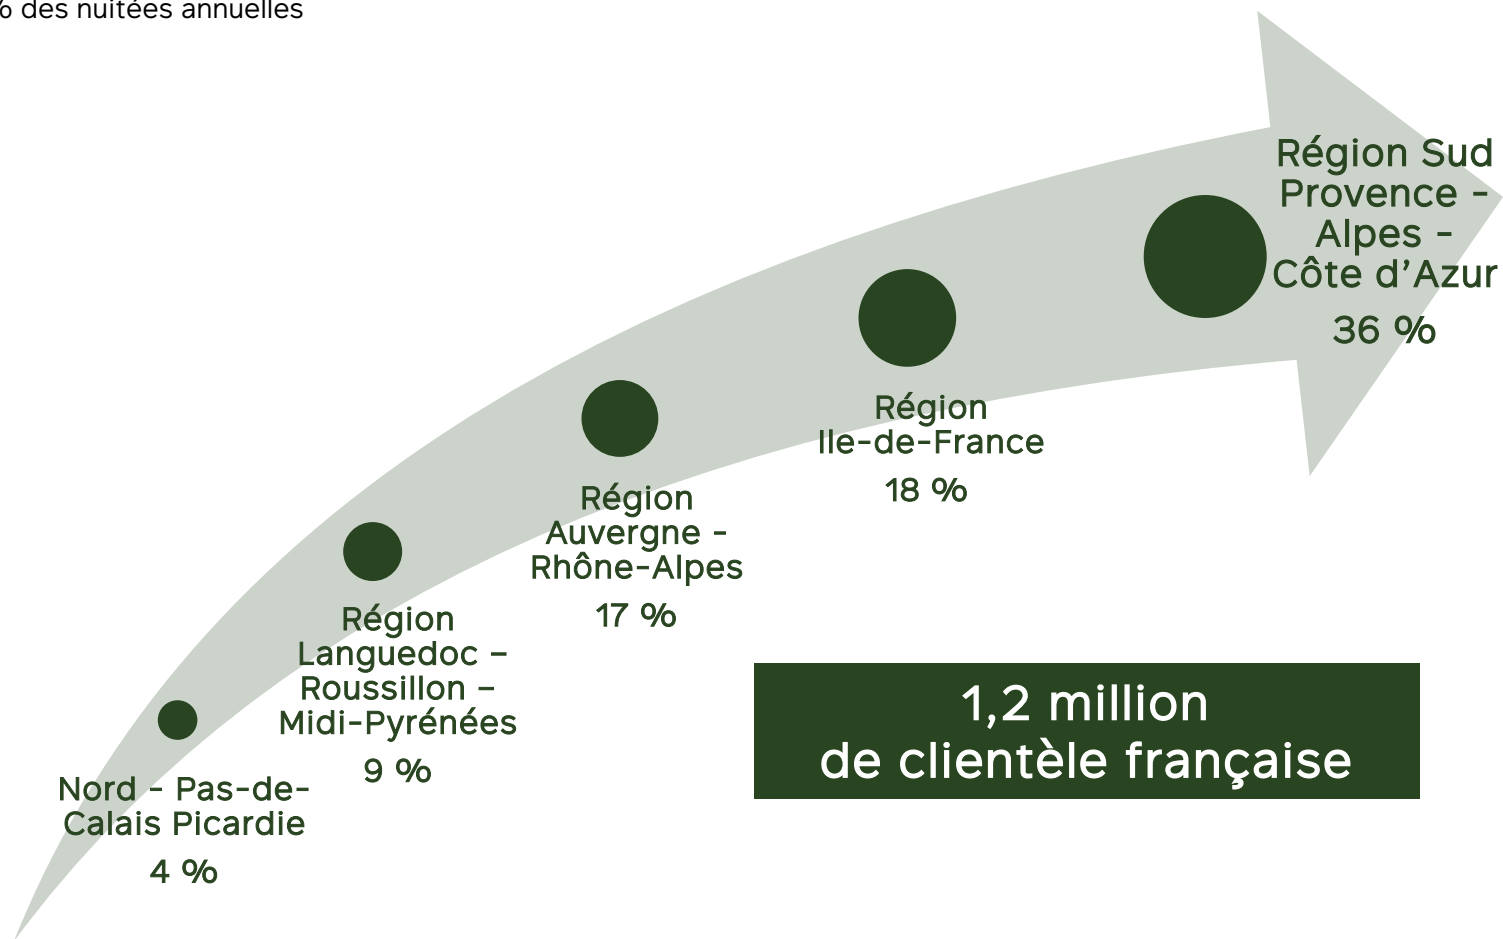 % des nuitées annuelles
Région Sud
Provence -
Alpes -
Côte d’Azur
36 %
Région
Ile-de-France
18 %
Région
Auvergne -
Rhône-Alpes
17 %
Région
Languedoc –
Roussillon –
Midi-Pyrénées
9 %
Nord - Pas-de-
Calais Picardie
4 %
1,2 million
de clientèle française